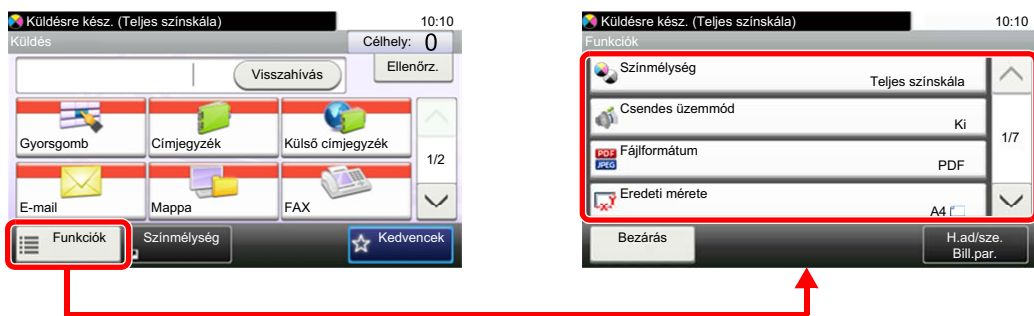 Küldésre kész. (Teljes színskála)
10:10
Küldés
Célhely: 0
Visszahívás
Ellenőrz.
Gyorsgomb
Címjegyzék
Külső címjegyzék
1/2
E-mail
Mappa
FAX
Funkciók
Színmélység
Kedvencek
Küldésre kész. (Teljes színskála)
10:10
Funkciók
Színmélység
Teljes színskála
Csendes üzemmód
Ki
1/7
PDF
JPEG
Fájlformátum
PDF
Eredeti mérete
A4
Bezárás
H.ad/sze.
Bill.par.